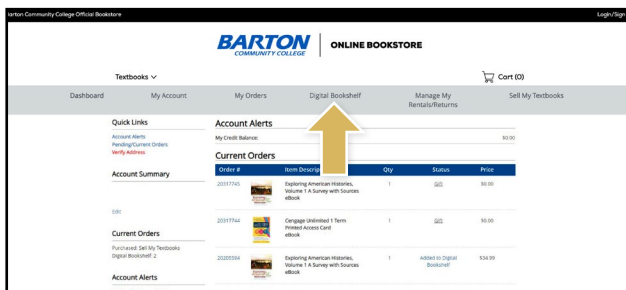 Barton Community College Official Bookstore
Login/Sign
BARTON
COMMUNITY COLLEGE
ONLINE BOOKSTORE
Textbooks
Cart (0)
Dashboard
My Account
My Orders
Digital Bookshelf
Manage My
Rentals/Returns
Sell My Textbooks
Quick Links
Account Alerts
Pending/Current Orders
Verify Address
Account Summary
Edit
Current Orders
Purchased: Sell My Textbooks
Digital Bookshelf: 2
Account Alerts
Account Alerts
My Credit Balance:
$0.00
Current Orders
Order #
Item Descrip
Qty
Status
Price
20317745
Exploring American Histories,
Volume 1 A Survey with Sources
eBook
1
Gift
$0.00
20317744
Cengage Unlimited 1 Term
Printed Access Card
eBook
1
Gift
$0.00
20205594
Exploring American Histories,
Volume 1 A Survey with Sources
eBook
1
Added to Digital
Bookshelf
$34.99